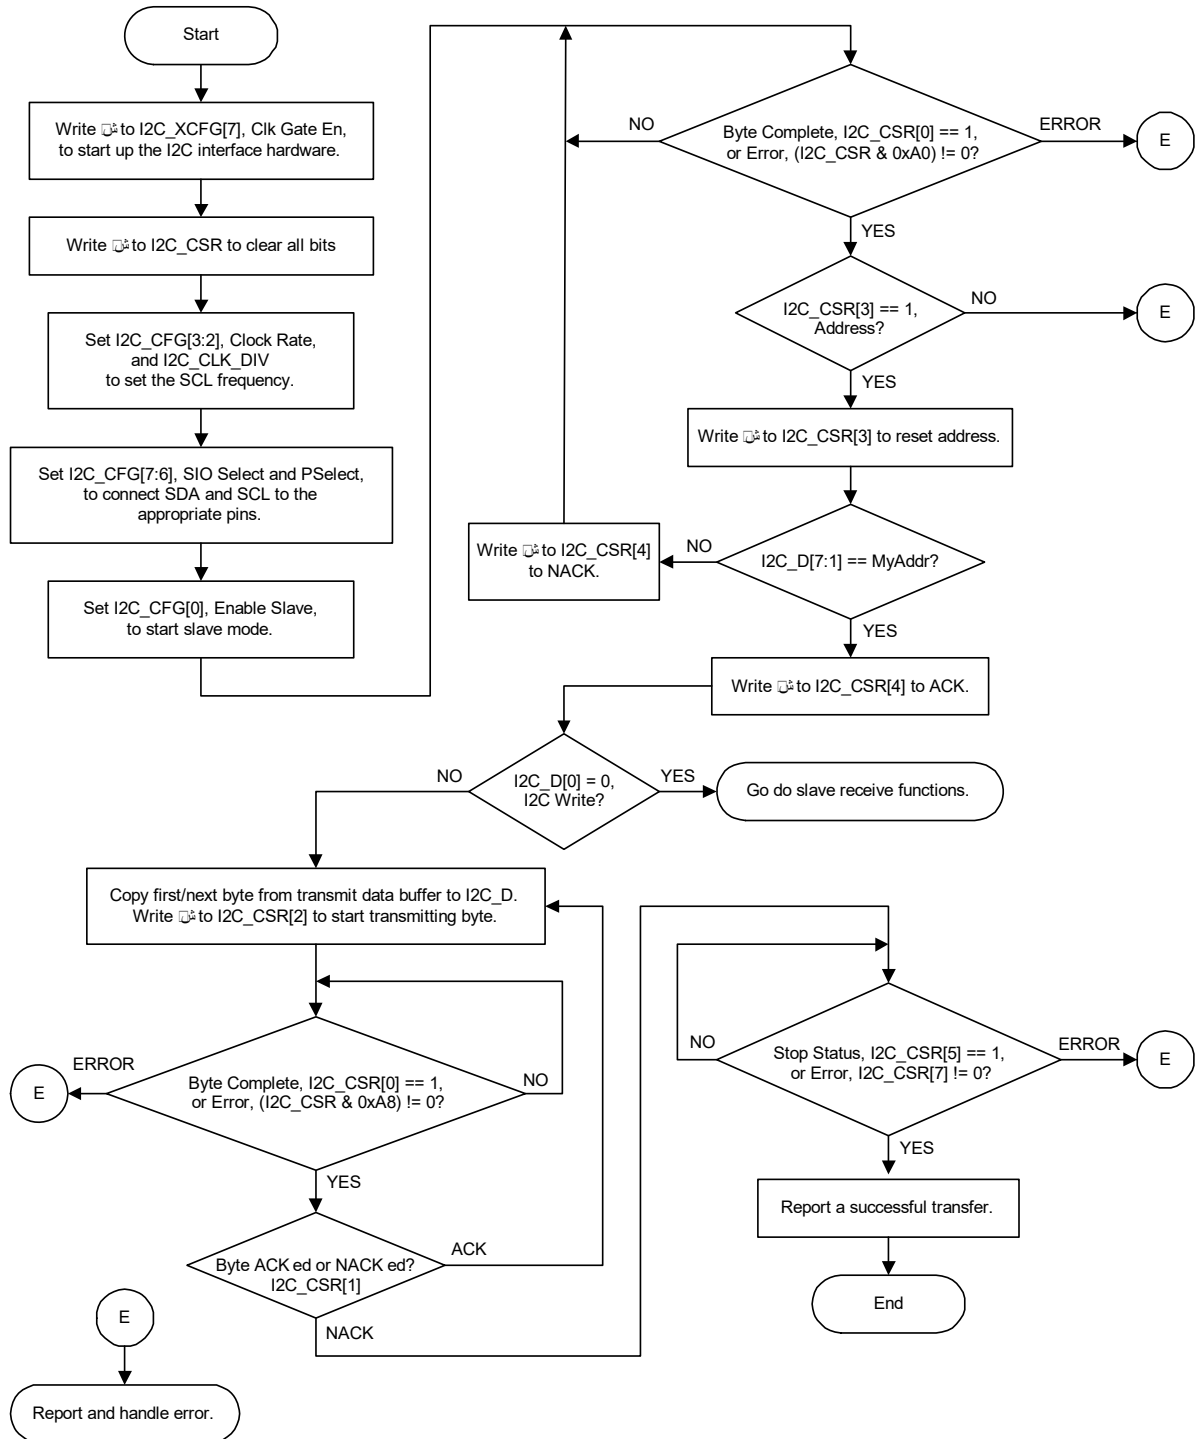 Start
Write to I2C_XCFG[7], Clk Gate En,
to start up the I2C interface hardware.
Write to I2C_CSR to clear all bits
Set I2C_CFG[3:2], Clock Rate,
and I2C_CLK_DIV
to set the SCL frequency.
Set I2C_CFG[7:6], SIO Select and PSelect,
to connect SDA and SCL to the
appropriate pins.
Set I2C_CFG[0], Enable Slave,
to start slave mode.
Byte Complete, I2C_CSR[0] == 1,
or Error, (I2C_CSR & 0xA0) != 0?
NO
ERROR
E
YES
I2C_CSR[3] == 1,
Address?
NO
E
YES
Write to I2C_CSR[3] to reset address.
I2C_D[7:1] == MyAddr?
NO
Write to I2C_CSR[4]
to NACK.
YES
Write to I2C_CSR[4] to ACK.
I2C_D[0] = 0,
I2C Write?
NO
YES
Go do slave receive functions.
Copy first/next byte from transmit data buffer to I2C_D.
Write to I2C_CSR[2] to start transmitting byte.
Byte Complete, I2C_CSR[0] == 1,
or Error, (I2C_CSR & 0xA8) != 0?
ERROR
E
NO
YES
Byte ACK ed or NACK ed?
I2C_CSR[1]
ACK
NACK
Stop Status, I2C_CSR[5] == 1,
or Error, I2C_CSR[7] != 0?
NO
ERROR
E
YES
Report a successful transfer.
End
E
Report and handle error.